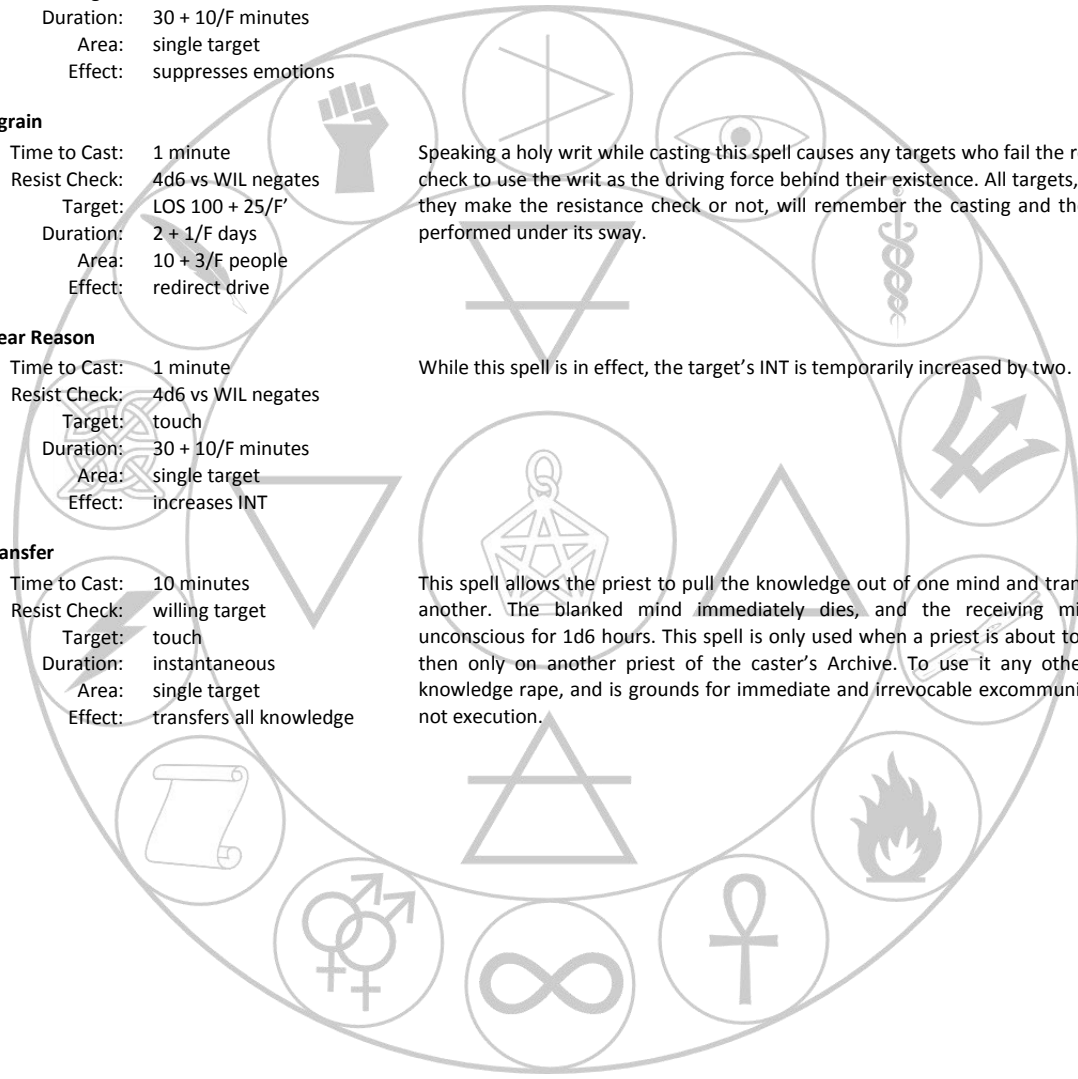 Duration: 30 + 10/F minutes
Area: single target
Effect: suppresses emotions
grain
Time to Cast: 1 minute
Resist Check: 4d6 vs WIL negates
Target: LOS 100 + 25/F’
Duration: 2 + 1/F days
Area: 10 + 3/F people
Effect: redirect drive
Speaking a holy writ while casting this spell causes any targets who fail the r
check to use the writ as the driving force behind their existence. All targets,
they make the resistance check or not, will remember the casting and the
performed under its sway.
ear Reason
Time to Cast: 1 minute
Resist Check: 4d6 vs WIL negates
Target: touch
Duration: 30 + 10/F minutes
Area: single target
Effect: increases INT
While this spell is in effect, the target’s INT is temporarily increased by two.
ansfer
Time to Cast: 10 minutes
Resist Check: willing target
Target: touch
Duration: instantaneous
Area: single target
Effect: transfers all knowledge
This spell allows the priest to pull the knowledge out of one mind and tran
another. The blanked mind immediately dies, and the receiving mi
unconscious for 1d6 hours. This spell is only used when a priest is about to
then only on another priest of the caster’s Archive. To use it any othe
knowledge rape, and is grounds for immediate and irrevocable excommuni
not execution.